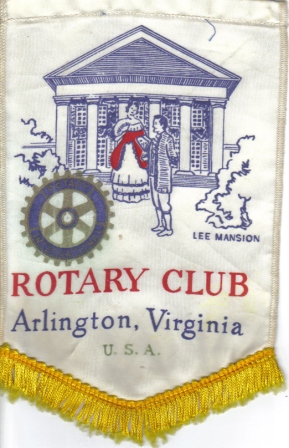 LEE MANSION
ROTARY CLUB
Arlington, Virginia
U. S. A.